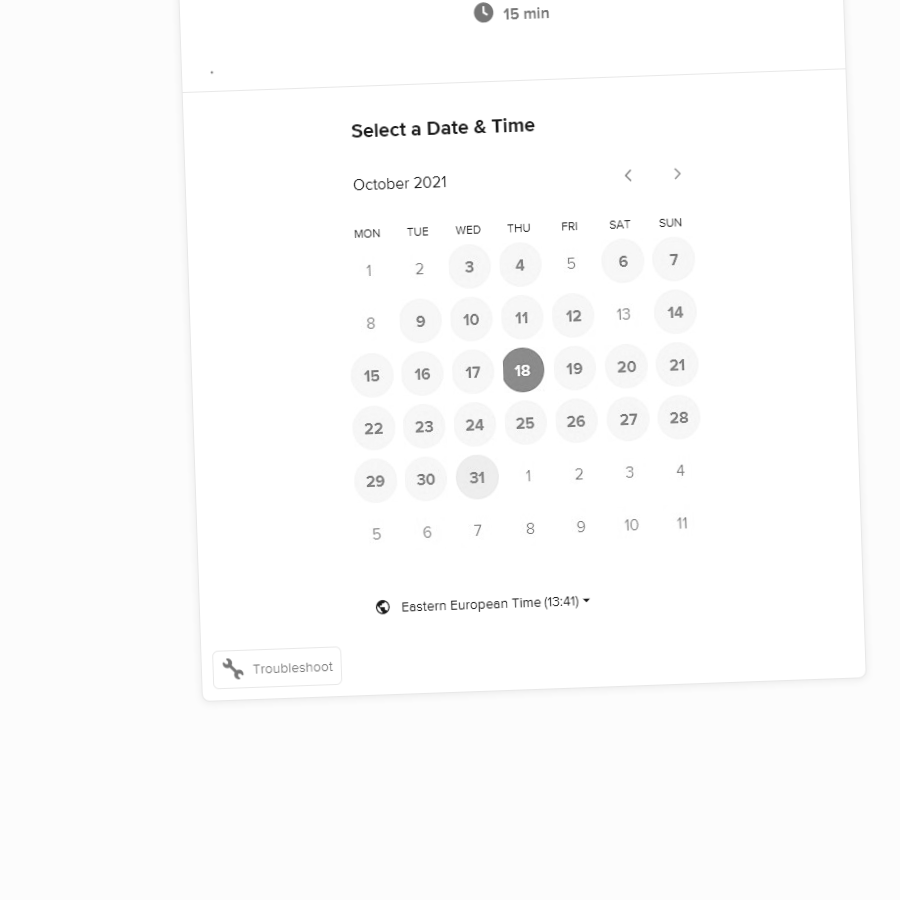 15 min
.
Select a Date & Time
October 2021
MON TUE WED THU FRI SAT SUN
1 2 3 4 5 6 7
8 9 10 11 12 13 14
15 16 17 18 19 20 21
22 23 24 25 26 27 28
29 30 31 1 2 3 4
5 6 7 8 9 10 11
Eastern European Time (13:41)
Troubleshoot